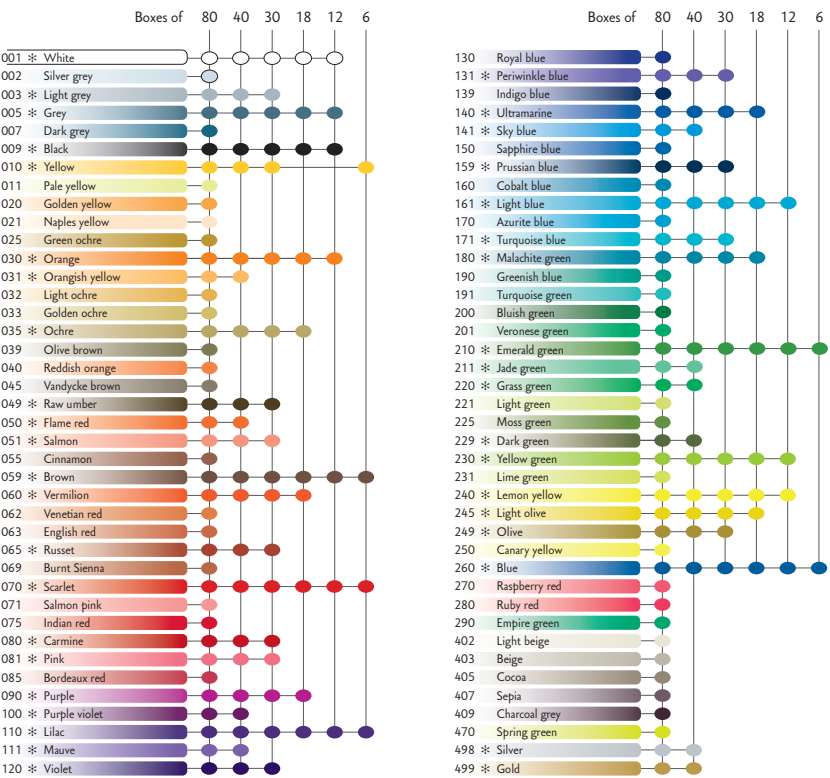 Boxes of 80 40 30 18 12 6
001 * White
002 Silver grey
003 * Light grey
005 * Grey
007 Dark grey
009 * Black
010 * Yellow
011 Pale yellow
020 Golden yellow
021 Naples yellow
025 Green ochre
030 * Orange
031 * Orangish yellow
032 Light ochre
033 Golden ochre
035 * Ochre
039 Olive brown
040 Reddish orange
045 Vandycke brown
049 * Raw umber
050 * Flame red
051 * Salmon
055 Cinnamon
059 * Brown
060 * Vermilion
062 Venetian red
063 English red
065 * Russet
069 Burnt Sienna
070 * Scarlet
071 Salmon pink
075 Indian red
080 * Carmine
081 * Pink
085 Bordeaux red
090 * Purple
100 * Purple violet
110 * Lilac
111 * Mauve
120 * Violet
Boxes of 80 40 30 18 12 6
130 Royal blue
131 * Periwinkle blue
139 Indigo blue
140 * Ultramarine
141 * Sky blue
150 Sapphire blue
159 * Prussian blue
160 Cobalt blue
161 * Light blue
170 Azurite blue
171 * Turquoise blue
180 * Malachite green
190 Greenish blue
191 Turquoise green
200 Bluish green
201 Veronese green
210 * Emerald green
211 * Jade green
220 * Grass green
221 Light green
225 Moss green
229 * Dark green
230 * Yellow green
231 Lime green
240 * Lemon yellow
245 * Light olive
249 * Olive
250 Canary yellow
260 * Blue
270 Raspberry red
280 Ruby red
290 Empire green
402 Light beige
403 Beige
405 Cocoa
407 Sepia
409 Charcoal grey
470 Spring green
498 * Silver
499 * Gold